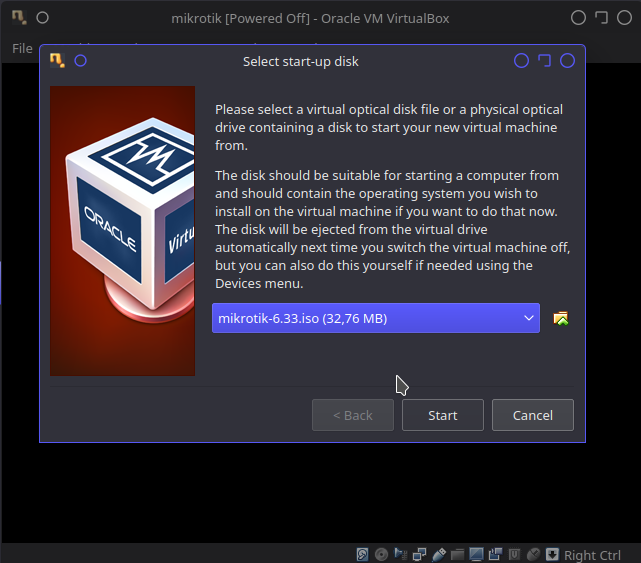 mikrotik [Powered Off] - Oracle VM VirtualBox
File
Select start-up disk
Please select a virtual optical disk file or a physical optical
drive containing a disk to start your new virtual machine
from.
The disk should be suitable for starting a computer from
and should contain the operating system you wish to
install on the virtual machine if you want to do that now.
The disk will be ejected from the virtual drive
automatically next time you switch the virtual machine off,
but you can also do this yourself if needed using the
Devices menu.
ORACLE
Virtu
mikrotik-6.33.iso (32,76 MB)
< Back
Start
Cancel
Right Ctrl